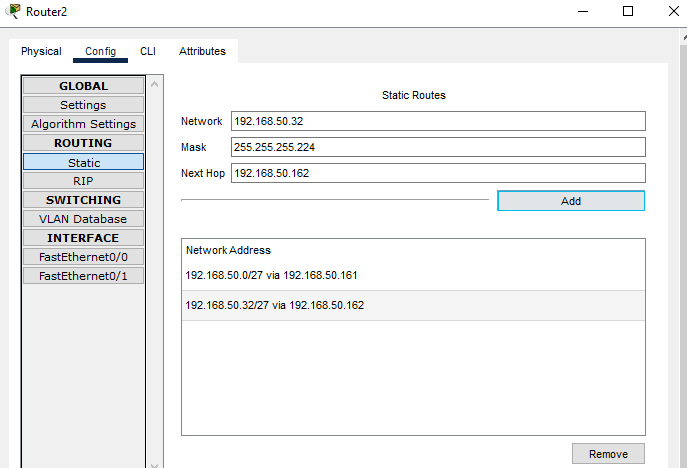 Router2
Physical Config CLI Attributes
GLOBAL
Settings
Algorithm Settings
ROUTING
Static
RIP
SWITCHING
VLAN Database
INTERFACE
FastEthernet0/0
FastEthernet0/1
Static Routes
Network 192.168.50.32
Mask 255.255.255.224
Next Hop 192.168.50.162
Add
Network Address
192.168.50.0/27 via 192.168.50.161
192.168.50.32/27 via 192.168.50.162
Remove